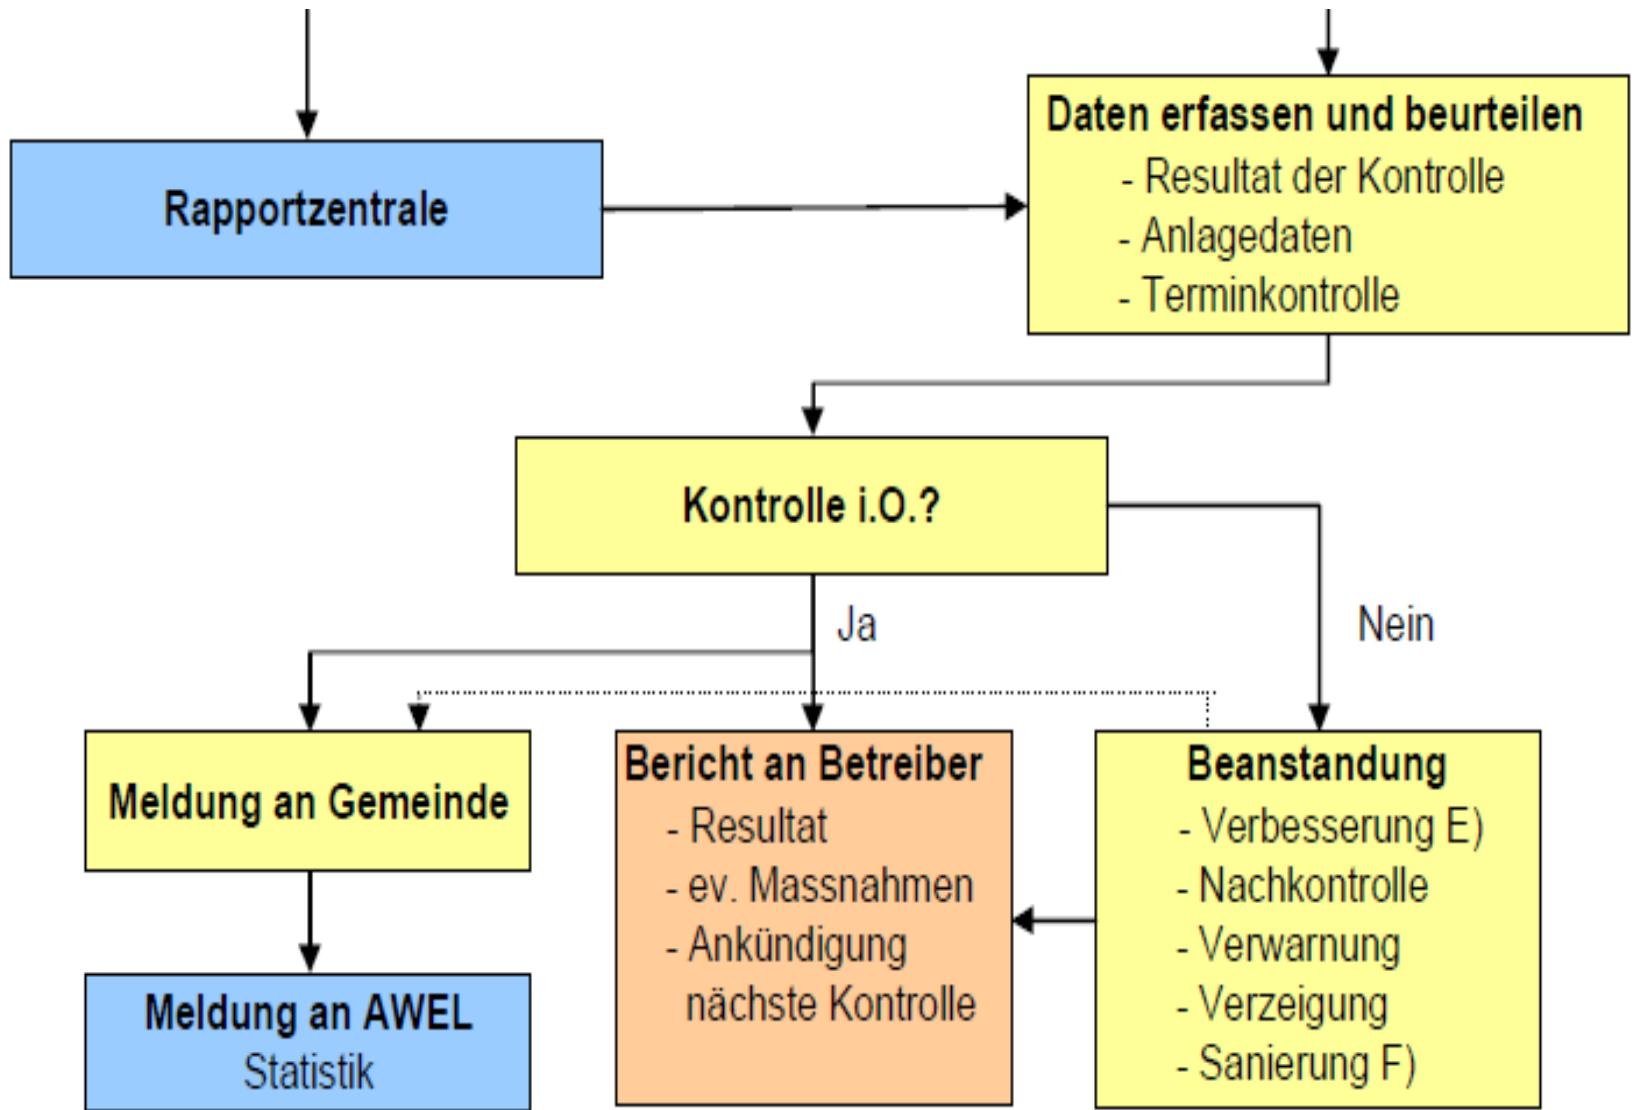 Rapportzentrale
Daten erfassen und beurteilen
- Resultat der Kontrolle
- Anlagedaten
- Terminkontrolle
Kontrolle i.O.?
Ja
Nein
Meldung an Gemeinde
Meldung an AWEL
Statistik
Bericht an Betreiber
- Resultat
- ev. Massnahmen
- Ankündigung
nächste Kontrolle
Beanstandung
- Verbesserung E)
- Nachkontrolle
- Verwarnung
- Verzeigung
- Sanierung F)